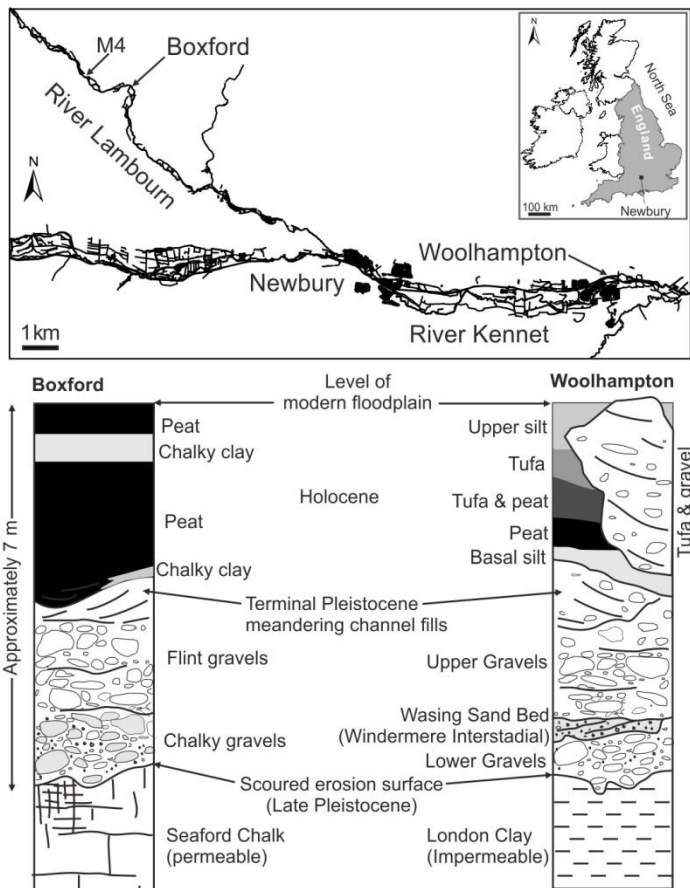 N
M4
Boxford
River Lambourn
N
Newbury
Woolhampton
River Kennet
1km
N
North Sea
England
100 km
Newbury
Boxford
Level of
modern floodplain
Woolhampton
Approximately 7 m
Peat
Chalky clay
Peat
Chalky clay
Flint gravels
Chalky gravels
Seaford Chalk
(permeable)
Holocene
Terminal Pleistocene
meandering channel fills
Scoured erosion surface
(Late Pleistocene)
Upper silt
Tufa
Tufa & peat
Peat
Basal silt
Upper Gravels
Wasing Sand Bed
(Windermere Interstadial)
Lower Gravels
London Clay
(Impermeable)
Tufa & gravel